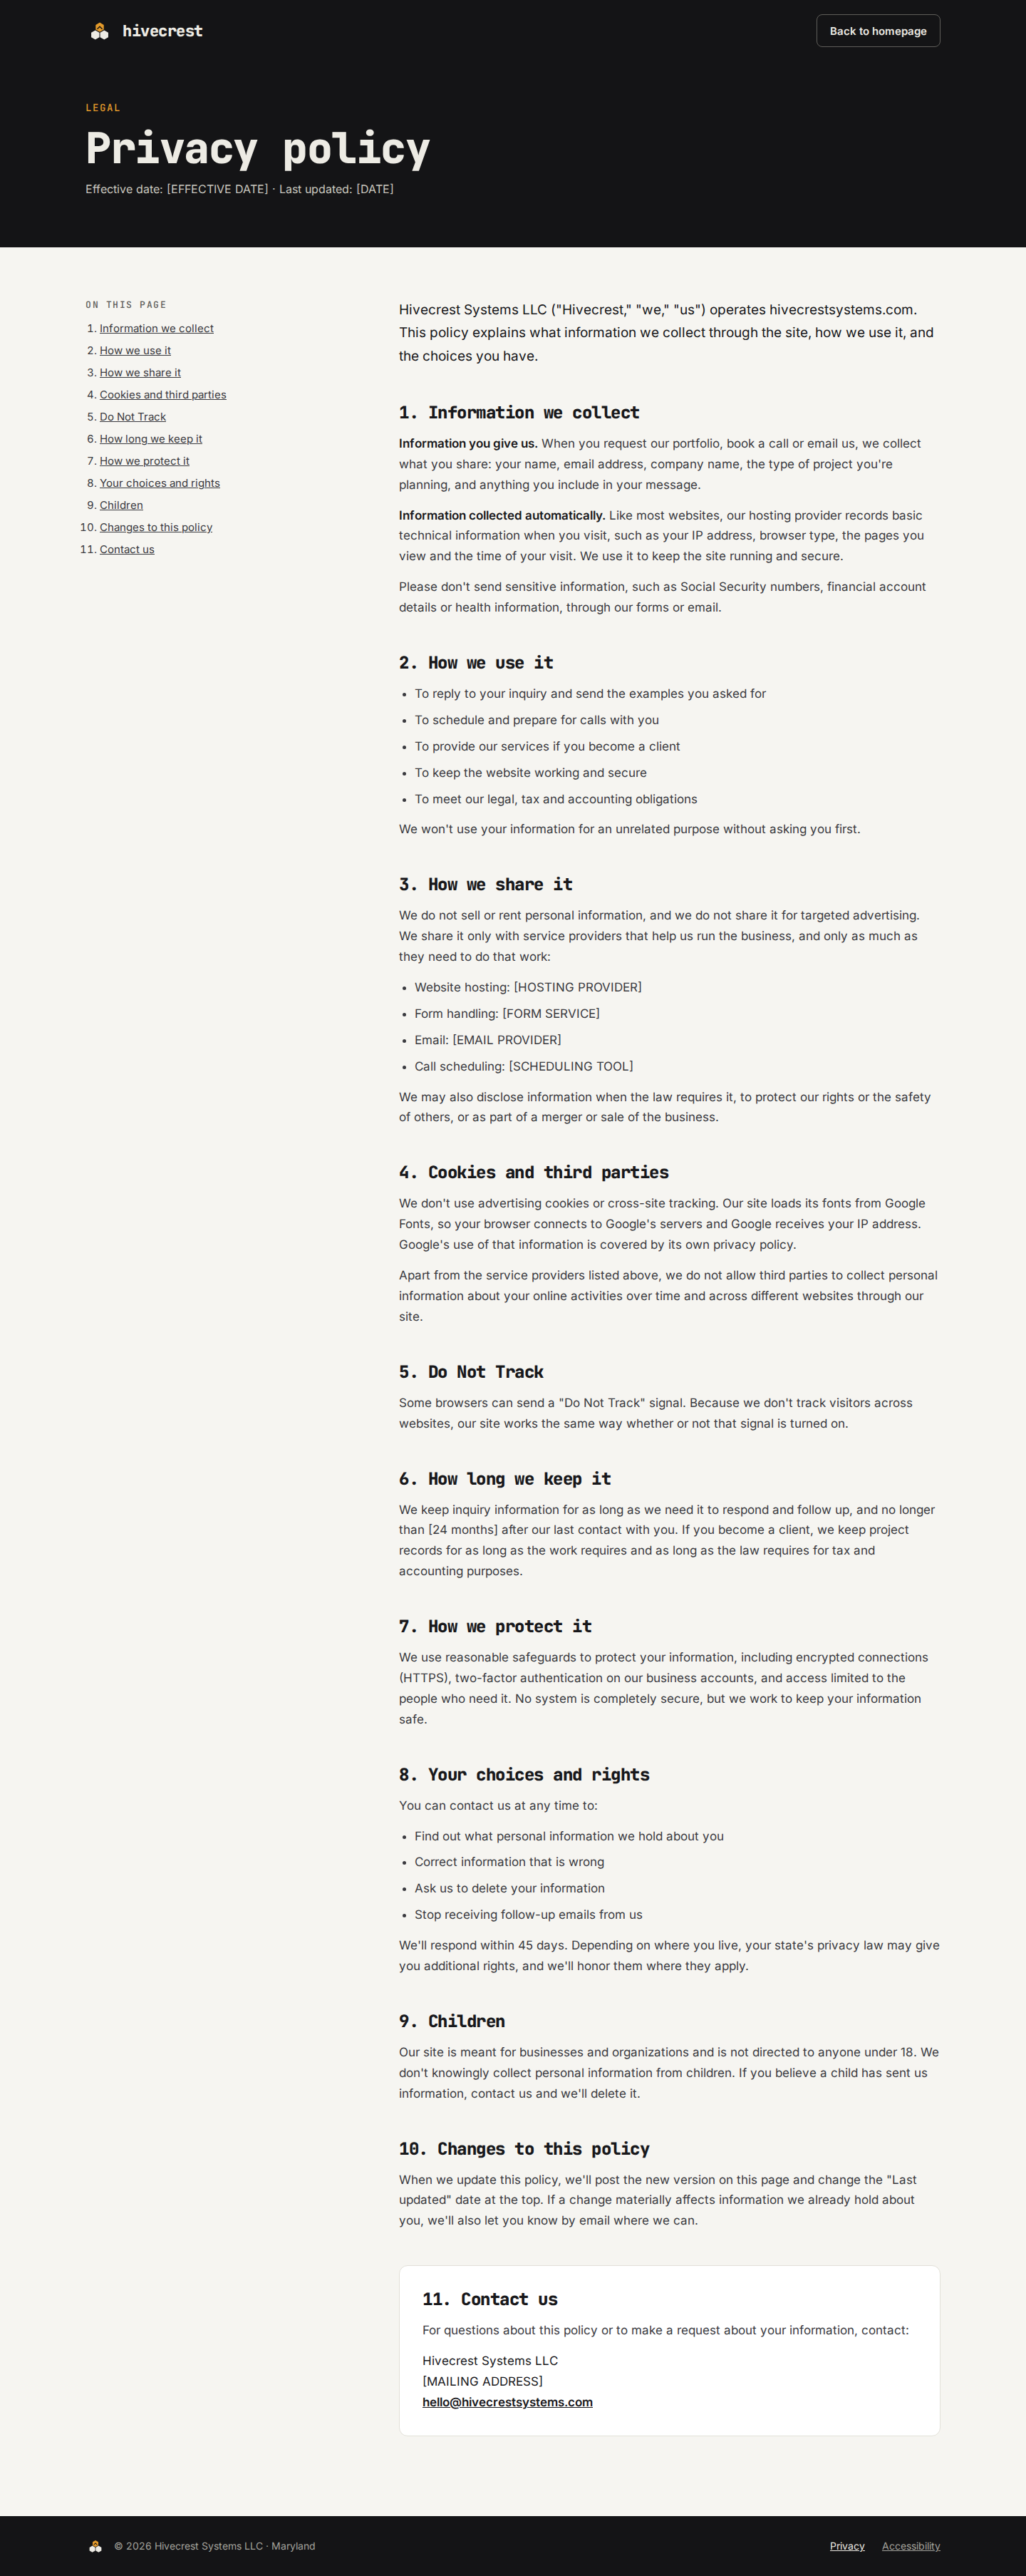 hivecrest
Back to homepage
LEGAL
Privacy policy
Effective date: [EFFECTIVE DATE] · Last updated: [DATE]
ON THIS PAGE
1. Information we collect
2. How we use it
3. How we share it
4. Cookies and third parties
5. Do Not Track
6. How long we keep it
7. How we protect it
8. Your choices and rights
9. Children
10. Changes to this policy
11. Contact us
Hivecrest Systems LLC ("Hivecrest," "we," "us") operates hivecrestsystems.com.
This policy explains what information we collect through the site, how we use it, and
the choices you have.
1. Information we collect
Information you give us. When you request our portfolio, book a call or email us, we collect
what you share: your name, email address, company name, the type of project you're
planning, and anything you include in your message.
Information collected automatically. Like most websites, our hosting provider records basic
technical information when you visit, such as your IP address, browser type, the pages you
view and the time of your visit. We use it to keep the site running and secure.
Please don't send sensitive information, such as Social Security numbers, financial account
details or health information, through our forms or email.
2. How we use it
• To reply to your inquiry and send the examples you asked for
• To schedule and prepare for calls with you
• To provide our services if you become a client
• To keep the website working and secure
• To meet our legal, tax and accounting obligations
We won't use your information for an unrelated purpose without asking you first.
3. How we share it
We do not sell or rent personal information, and we do not share it for targeted advertising.
We share it only with service providers that help us run the business, and only as much as
they need to do that work:
• Website hosting: [HOSTING PROVIDER]
• Form handling: [FORM SERVICE]
• Email: [EMAIL PROVIDER]
• Call scheduling: [SCHEDULING TOOL]
We may also disclose information when the law requires it, to protect our rights or the safety
of others, or as part of a merger or sale of the business.
4. Cookies and third parties
We don't use advertising cookies or cross-site tracking. Our site loads its fonts from Google
Fonts, so your browser connects to Google's servers and Google receives your IP address.
Google's use of that information is covered by its own privacy policy.
Apart from the service providers listed above, we do not allow third parties to collect personal
information about your online activities over time and across different websites through our
site.
5. Do Not Track
Some browsers can send a "Do Not Track" signal. Because we don't track visitors across
websites, our site works the same way whether or not that signal is turned on.
6. How long we keep it
We keep inquiry information for as long as we need it to respond and follow up, and no longer
than [24 months] after our last contact with you. If you become a client, we keep project
records for as long as the work requires and as long as the law requires for tax and
accounting purposes.
7. How we protect it
We use reasonable safeguards to protect your information, including encrypted connections
(HTTPS), two-factor authentication on our business accounts, and access limited to the
people who need it. No system is completely secure, but we work to keep your information
safe.
8. Your choices and rights
You can contact us at any time to:
• Find out what personal information we hold about you
• Correct information that is wrong
• Ask us to delete your information
• Stop receiving follow-up emails from us
We'll respond within 45 days. Depending on where you live, your state's privacy law may give
you additional rights, and we'll honor them where they apply.
9. Children
Our site is meant for businesses and organizations and is not directed to anyone under 18. We
don't knowingly collect personal information from children. If you believe a child has sent us
information, contact us and we'll delete it.
10. Changes to this policy
When we update this policy, we'll post the new version on this page and change the "Last
updated" date at the top. If a change materially affects information we already hold about
you, we'll also let you know by email where we can.
11. Contact us
For questions about this policy or to make a request about your information, contact:
Hivecrest Systems LLC
[MAILING ADDRESS]
hello@hivecrestsystems.com
© 2026 Hivecrest Systems LLC · Maryland
Privacy
Accessibility